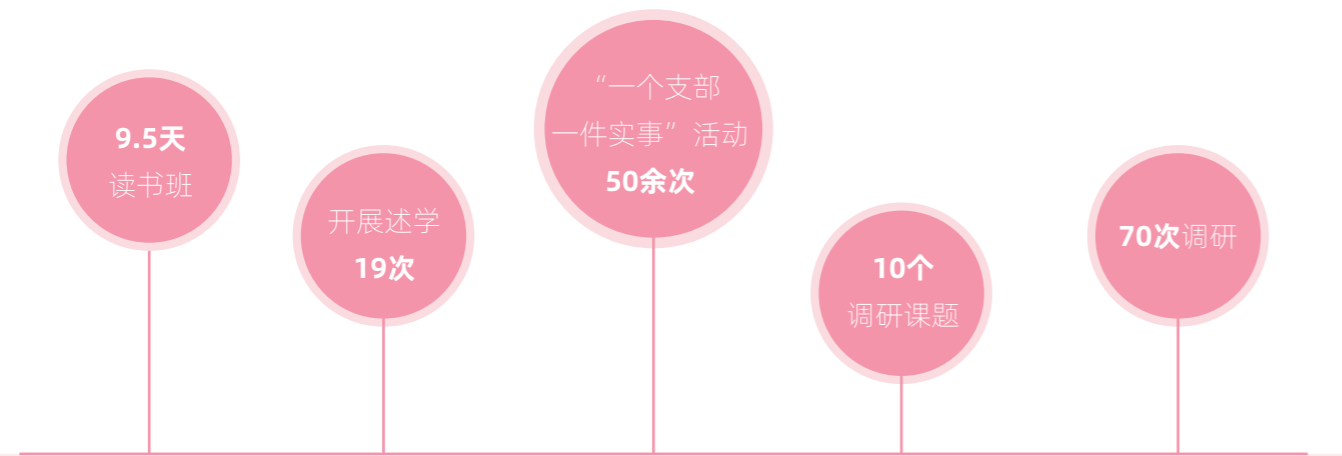 9.5天
读书班
开展述学
19次
“一个支部
一件实事”活动
50余次
10个
调研课题
70次调研